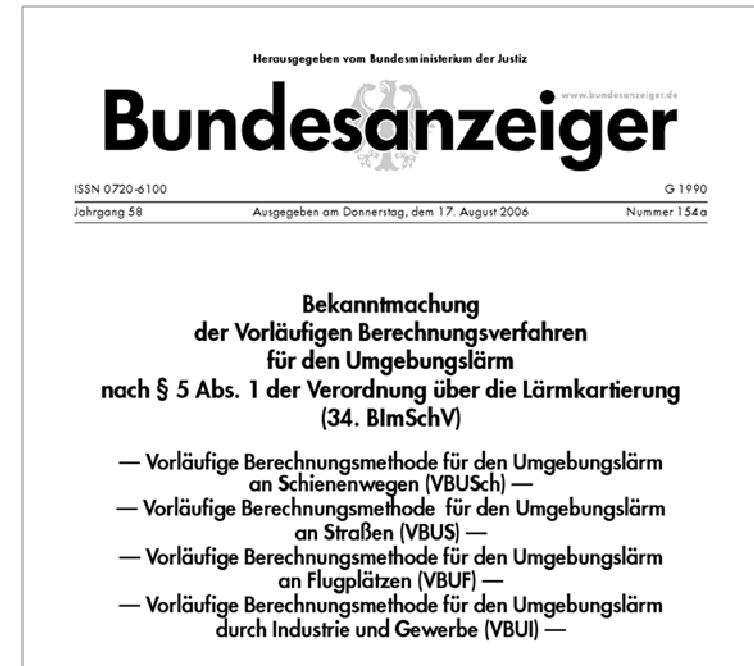 Herausgegeben vom Bundesministerium der Justiz
www.bundesanzeiger.de
Bundesanzeiger
ISSN 0720-6100 G 1990
Jahrgang 58 Ausgegeben am Donnerstag, dem 17. August 2006 Nummer 154a
Bekanntmachung
der Vorläufigen Berechnungsverfahren
für den Umgebungslärm
nach § 5 Abs. 1 der Verordnung über die Lärmkartierung
(34. BImSchV)
— Vorläufige Berechnungsmethode für den Umgebungslärm
an Schienenwegen (VBUSch) —
— Vorläufige Berechnungsmethode für den Umgebungslärm
an Straßen (VBUS) —
— Vorläufige Berechnungsmethode für den Umgebungslärm
an Flugplätzen (VBUF) —
— Vorläufige Berechnungsmethode für den Umgebungslärm
durch Industrie und Gewerbe (VBUI) —